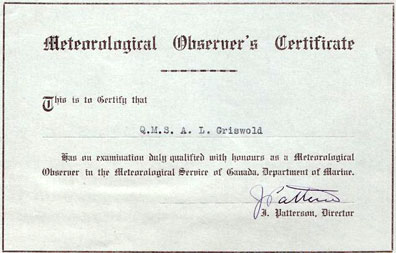 Meteorological Observer's Certificate
This is to Certify that
Q.M.S. A. L. Griswold
Has on examination duly qualified with honours as a Meteorological
Observer in the Meteorological Service of Canada, Department of Marine.
J Patterson
J. Patterson, Director